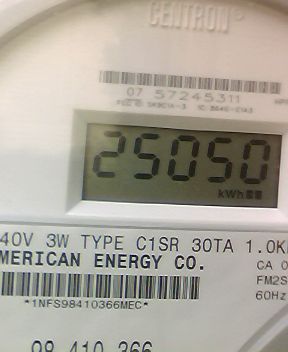 CENTRON®
07 57245311
25050
kWh
40V 3W TYPE C1SR 30TA 1.0K
MERICAN ENERGY CO.
CA 0
FM2S
60Hz
*1NFS98410366MEC*
98 410 366